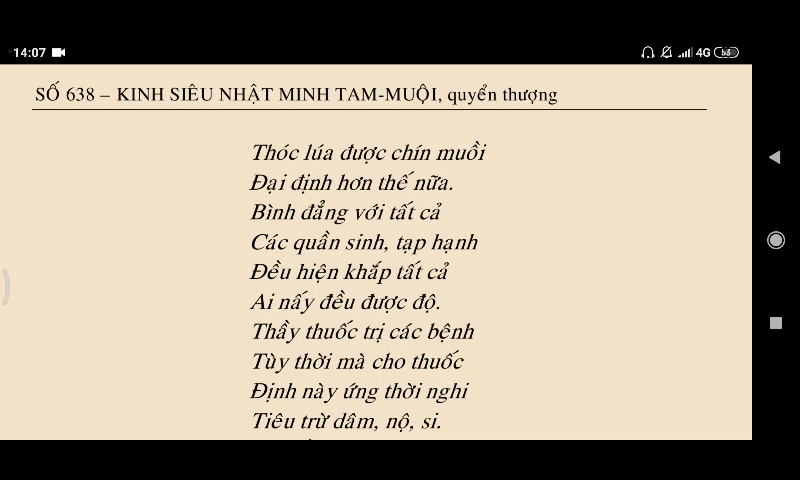 14:07
4G 53
SỐ 638 – KINH SIÊU NHẬT MINH TAM-MUỘI, quyển thượng
Thóc lúa được chín muồi
Đại định hơn thế nữa.
Bình đẳng với tất cả
Các quần sinh, tạp hạnh
Đều hiện khắp tất cả
Ai nấy đều được độ.
Thầy thuốc trị các bệnh
Tùy thời mà cho thuốc
Định này ứng thời nghi
Tiêu trừ dâm, nộ, si.